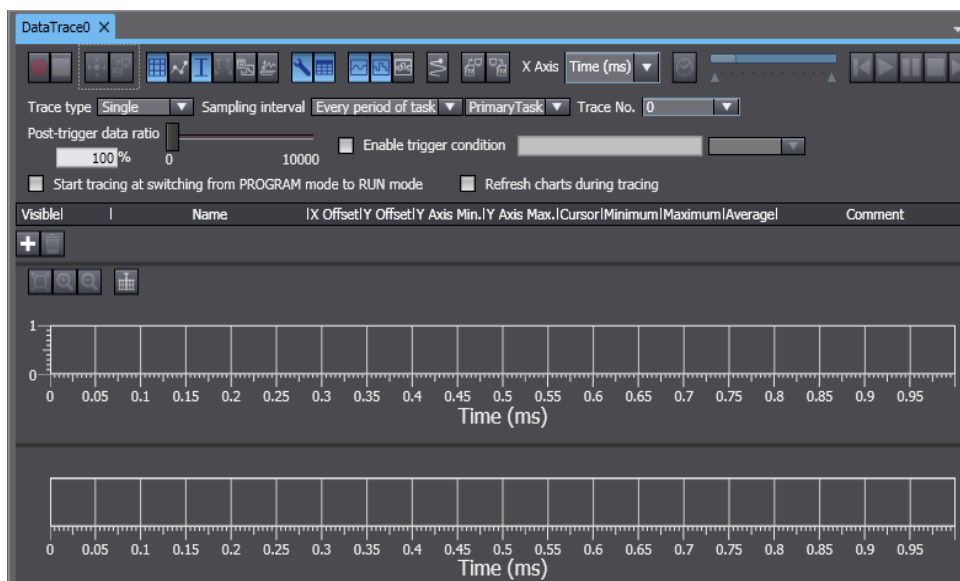 DataTrace0 X
X Axis Time (ms)
Trace type Single Sampling interval Every period of task PrimaryTask Trace No. 0
Post-trigger data ratio
100 % 0 10000 Enable trigger condition
Start tracing at switching from PROGRAM mode to RUN mode Refresh charts during tracing
Visible Name X Offset Y Offset Y Axis Min. Y Axis Max. Cursor Minimum Maximum Average Comment
1
0
0 0.05 0.1 0.15 0.2 0.25 0.3 0.35 0.4 0.45 0.5 0.55 0.6 0.65 0.7 0.75 0.8 0.85 0.9 0.95
Time (ms)
0 0.05 0.1 0.15 0.2 0.25 0.3 0.35 0.4 0.45 0.5 0.55 0.6 0.65 0.7 0.75 0.8 0.85 0.9 0.95
Time (ms)